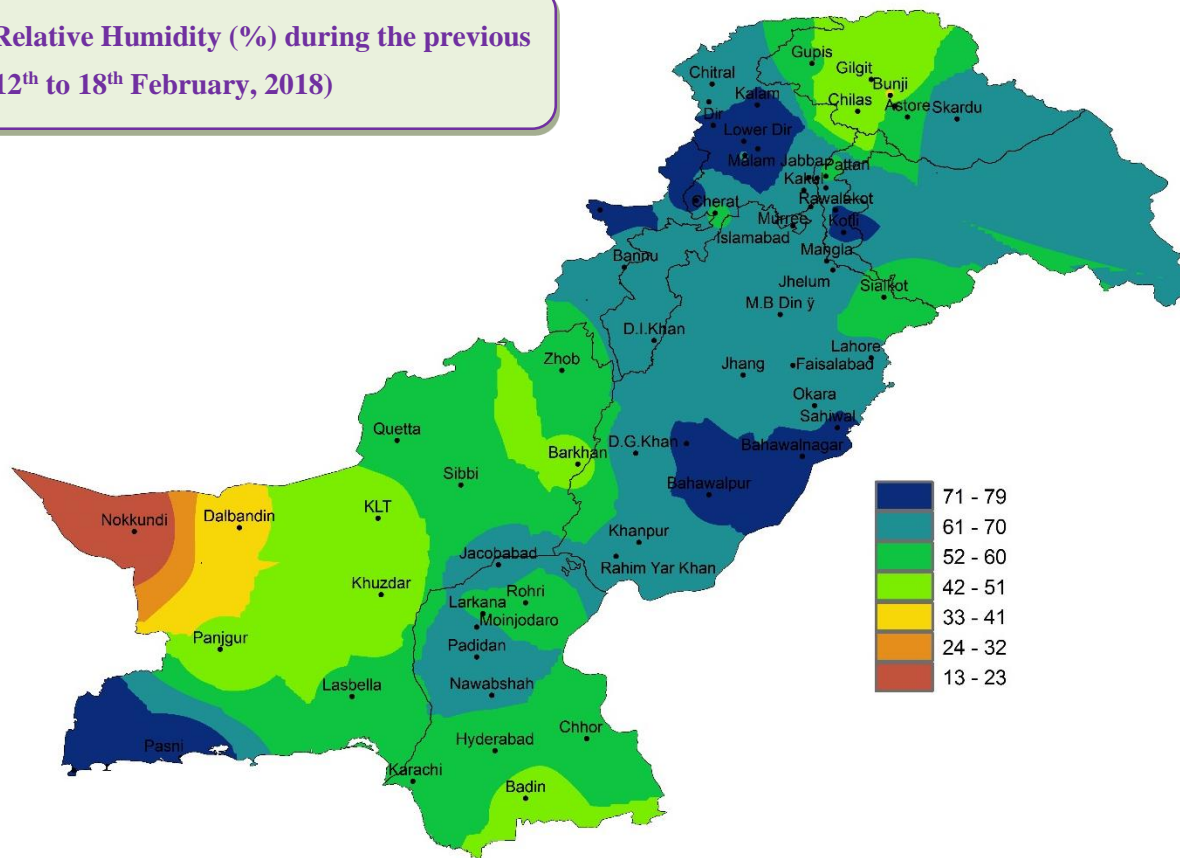 Relative Humidity (%) during the previous
12th to 18th February, 2018)
Gupis
Gilgit
Chitral
Bunji
Kalam
Chilas
Astore Skardu
Dir
Lower Dir
Malam Jabba
Pattan
Kakul
Cherat
Rawalakot
Murree
Kotli
Islamabad
Mangla
Bannu
Jhelum
Sialkot
M.B Din ÿ
D.I.Khan
Lahore
Zhob
Jhang
Faisalabad
Okara
Sahiwal
Quetta
D.G.Khan
Bahawalnagar
Barkhan
Sibbi
Bahawalpur
KLT
Nokkundi
Dalbandin
Khanpur
Jacobabad
Rahim Yar Khan
Khuzdar
Rohri
Larkana
Moinjodaro
Panjgur
Padidan
Lasbella
Nawabshah
Chhor
Pasni
Hyderabad
Karachi
Badin
71 - 79
61 - 70
52 - 60
42 - 51
33 - 41
24 - 32
13 - 23